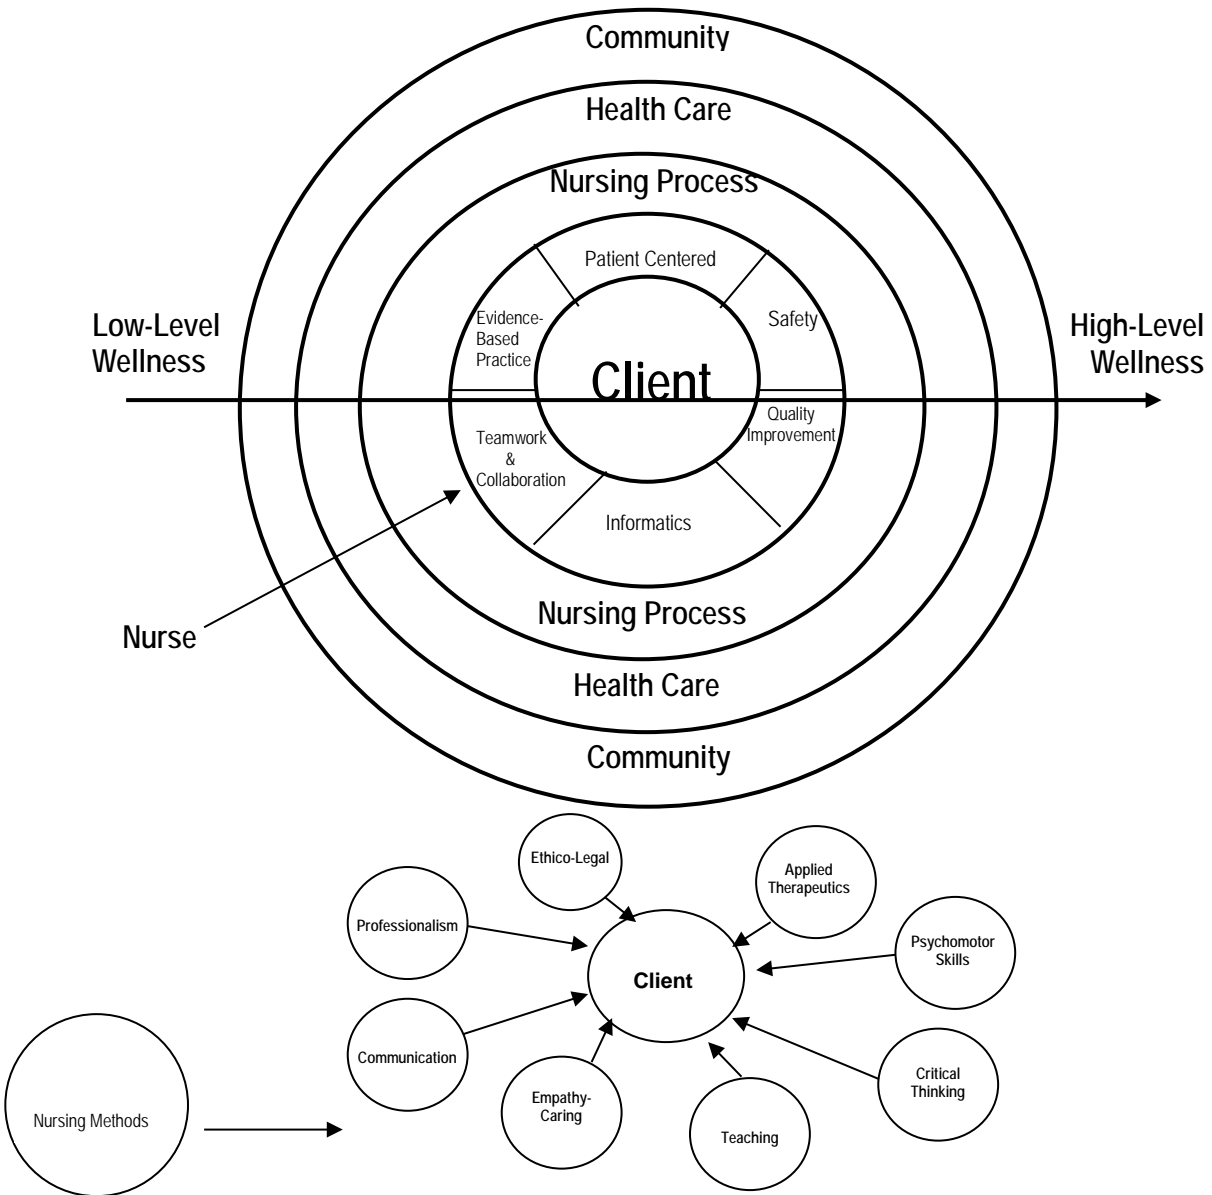 Community
Health Care
Nursing Process
Patient Centered
Evidence-
Based
Practice
Safety
Low-Level
Wellness
High-Level
Wellness
Client
Quality
Improvement
Teamwork
&
Collaboration
Informatics
Nursing Process
Nurse
Health Care
Community
Ethico-Legal
Applied
Therapeutics
Professionalism
Psychomotor
Skills
Client
Communication
Empathy-
Caring
Critical
Thinking
Teaching
Nursing Methods